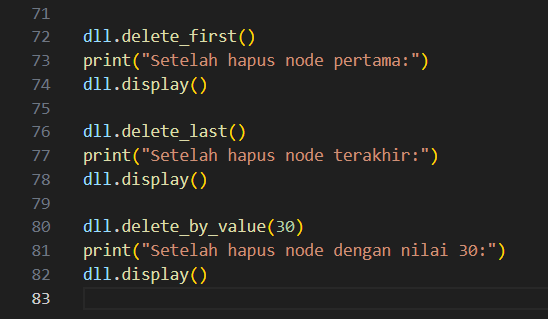 71
72 dll.delete_first()
73 print("Setelah hapus node pertama:")
74 dll.display()
75
76 dll.delete_last()
77 print("Setelah hapus node terakhir:")
78 dll.display()
79
80 dll.delete_by_value(30)
81 print("Setelah hapus node dengan nilai 30:")
82 dll.display()
83